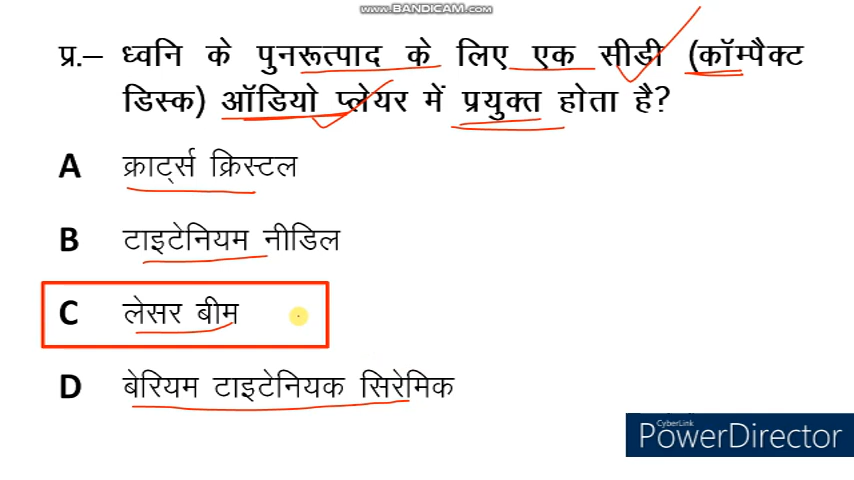 www.BANDICAM.com
प्र.– ध्वनि के पुनरूत्पाद के लिए एक सीडी (कॉम्पैक्ट
डिस्क) ऑडियो प्लेयर में प्रयुक्त होता है?
A क्राट्र्स क्रिस्टल
B टाइटेनियम नीडिल
C लेसर बीम
D बेरियम टाइटेनियक सिरेमिक
CyberLink
PowerDirector